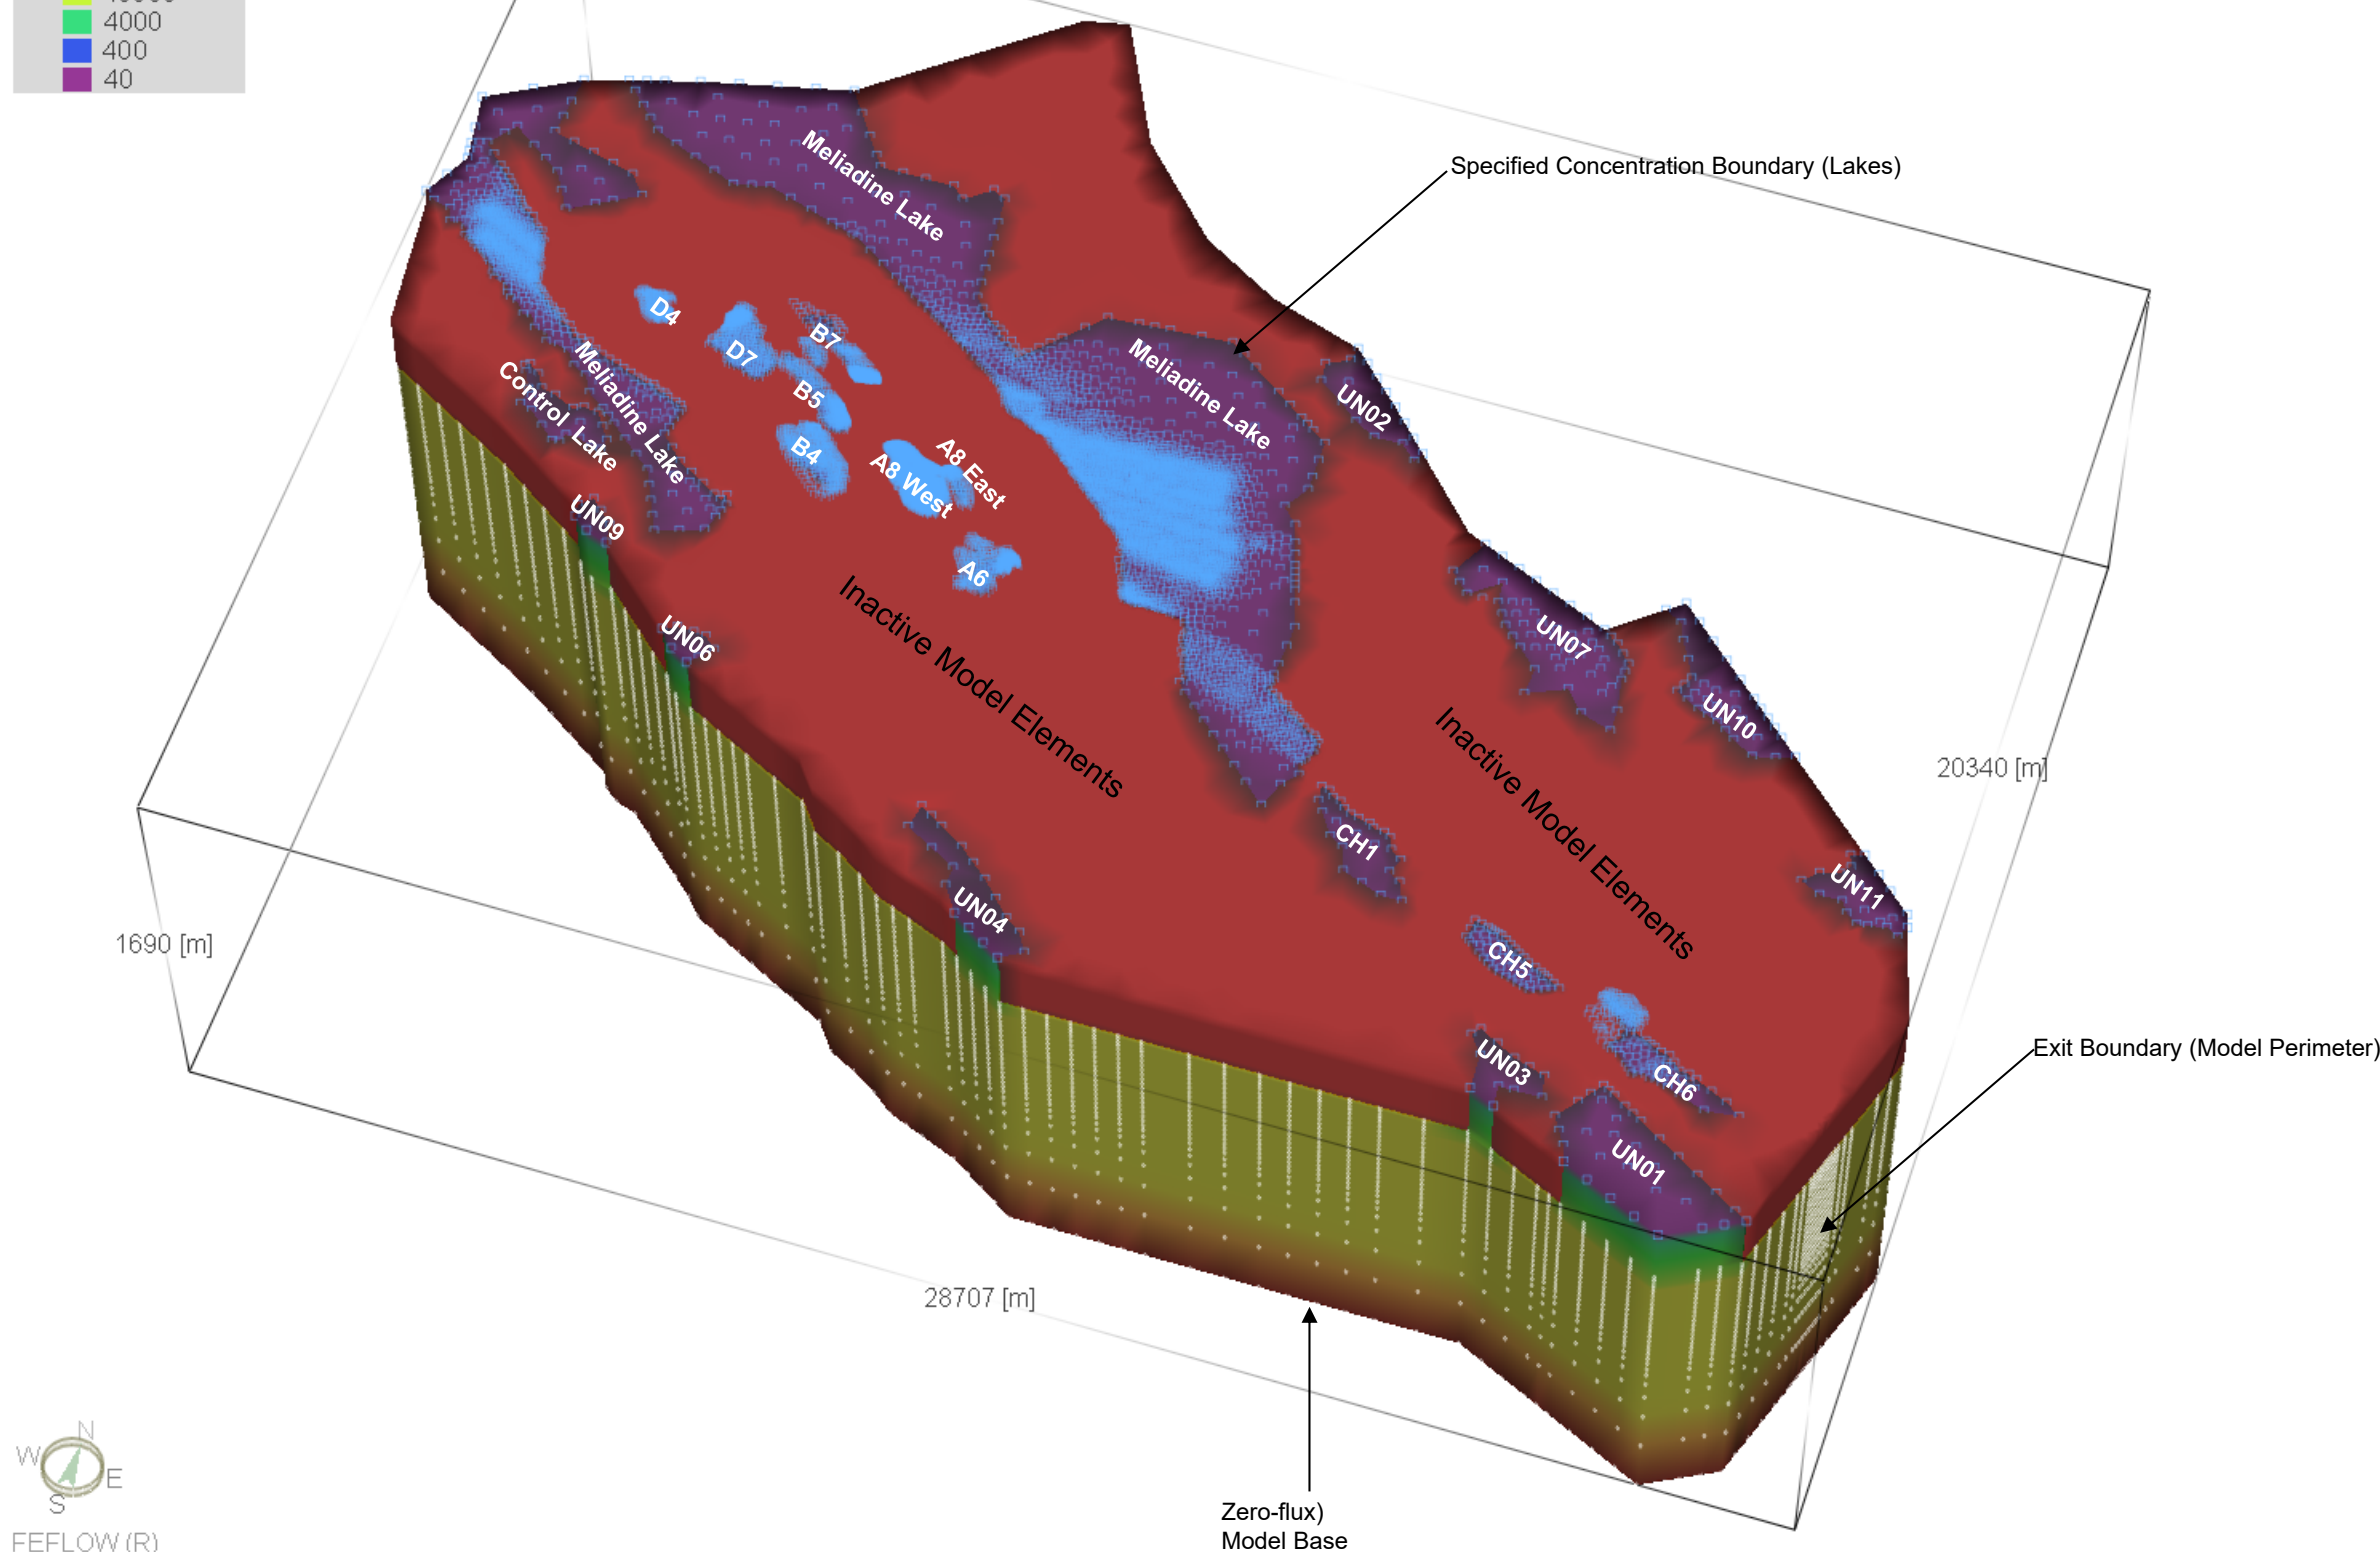 4000
400
40
Specified Concentration Boundary (Lakes)
Meladine Lake
D4
D7
B7
B5
B4
A8 West
A8 East
A6
Meliadine Lake
Control Lake
Meliadine Lake
UN02
UN09
UN06
Inactive Model Elements
UN07
UN10
Inactive Model Elements
20340 [m]
CH1
UN11
UN04
1690 [m]
CH5
UN03
CH6
Exit Boundary (Model Perimeter)
UN01
28707 [m]
N
W
E
S
FEFLOW (R)
Zero-flux)
Model Base